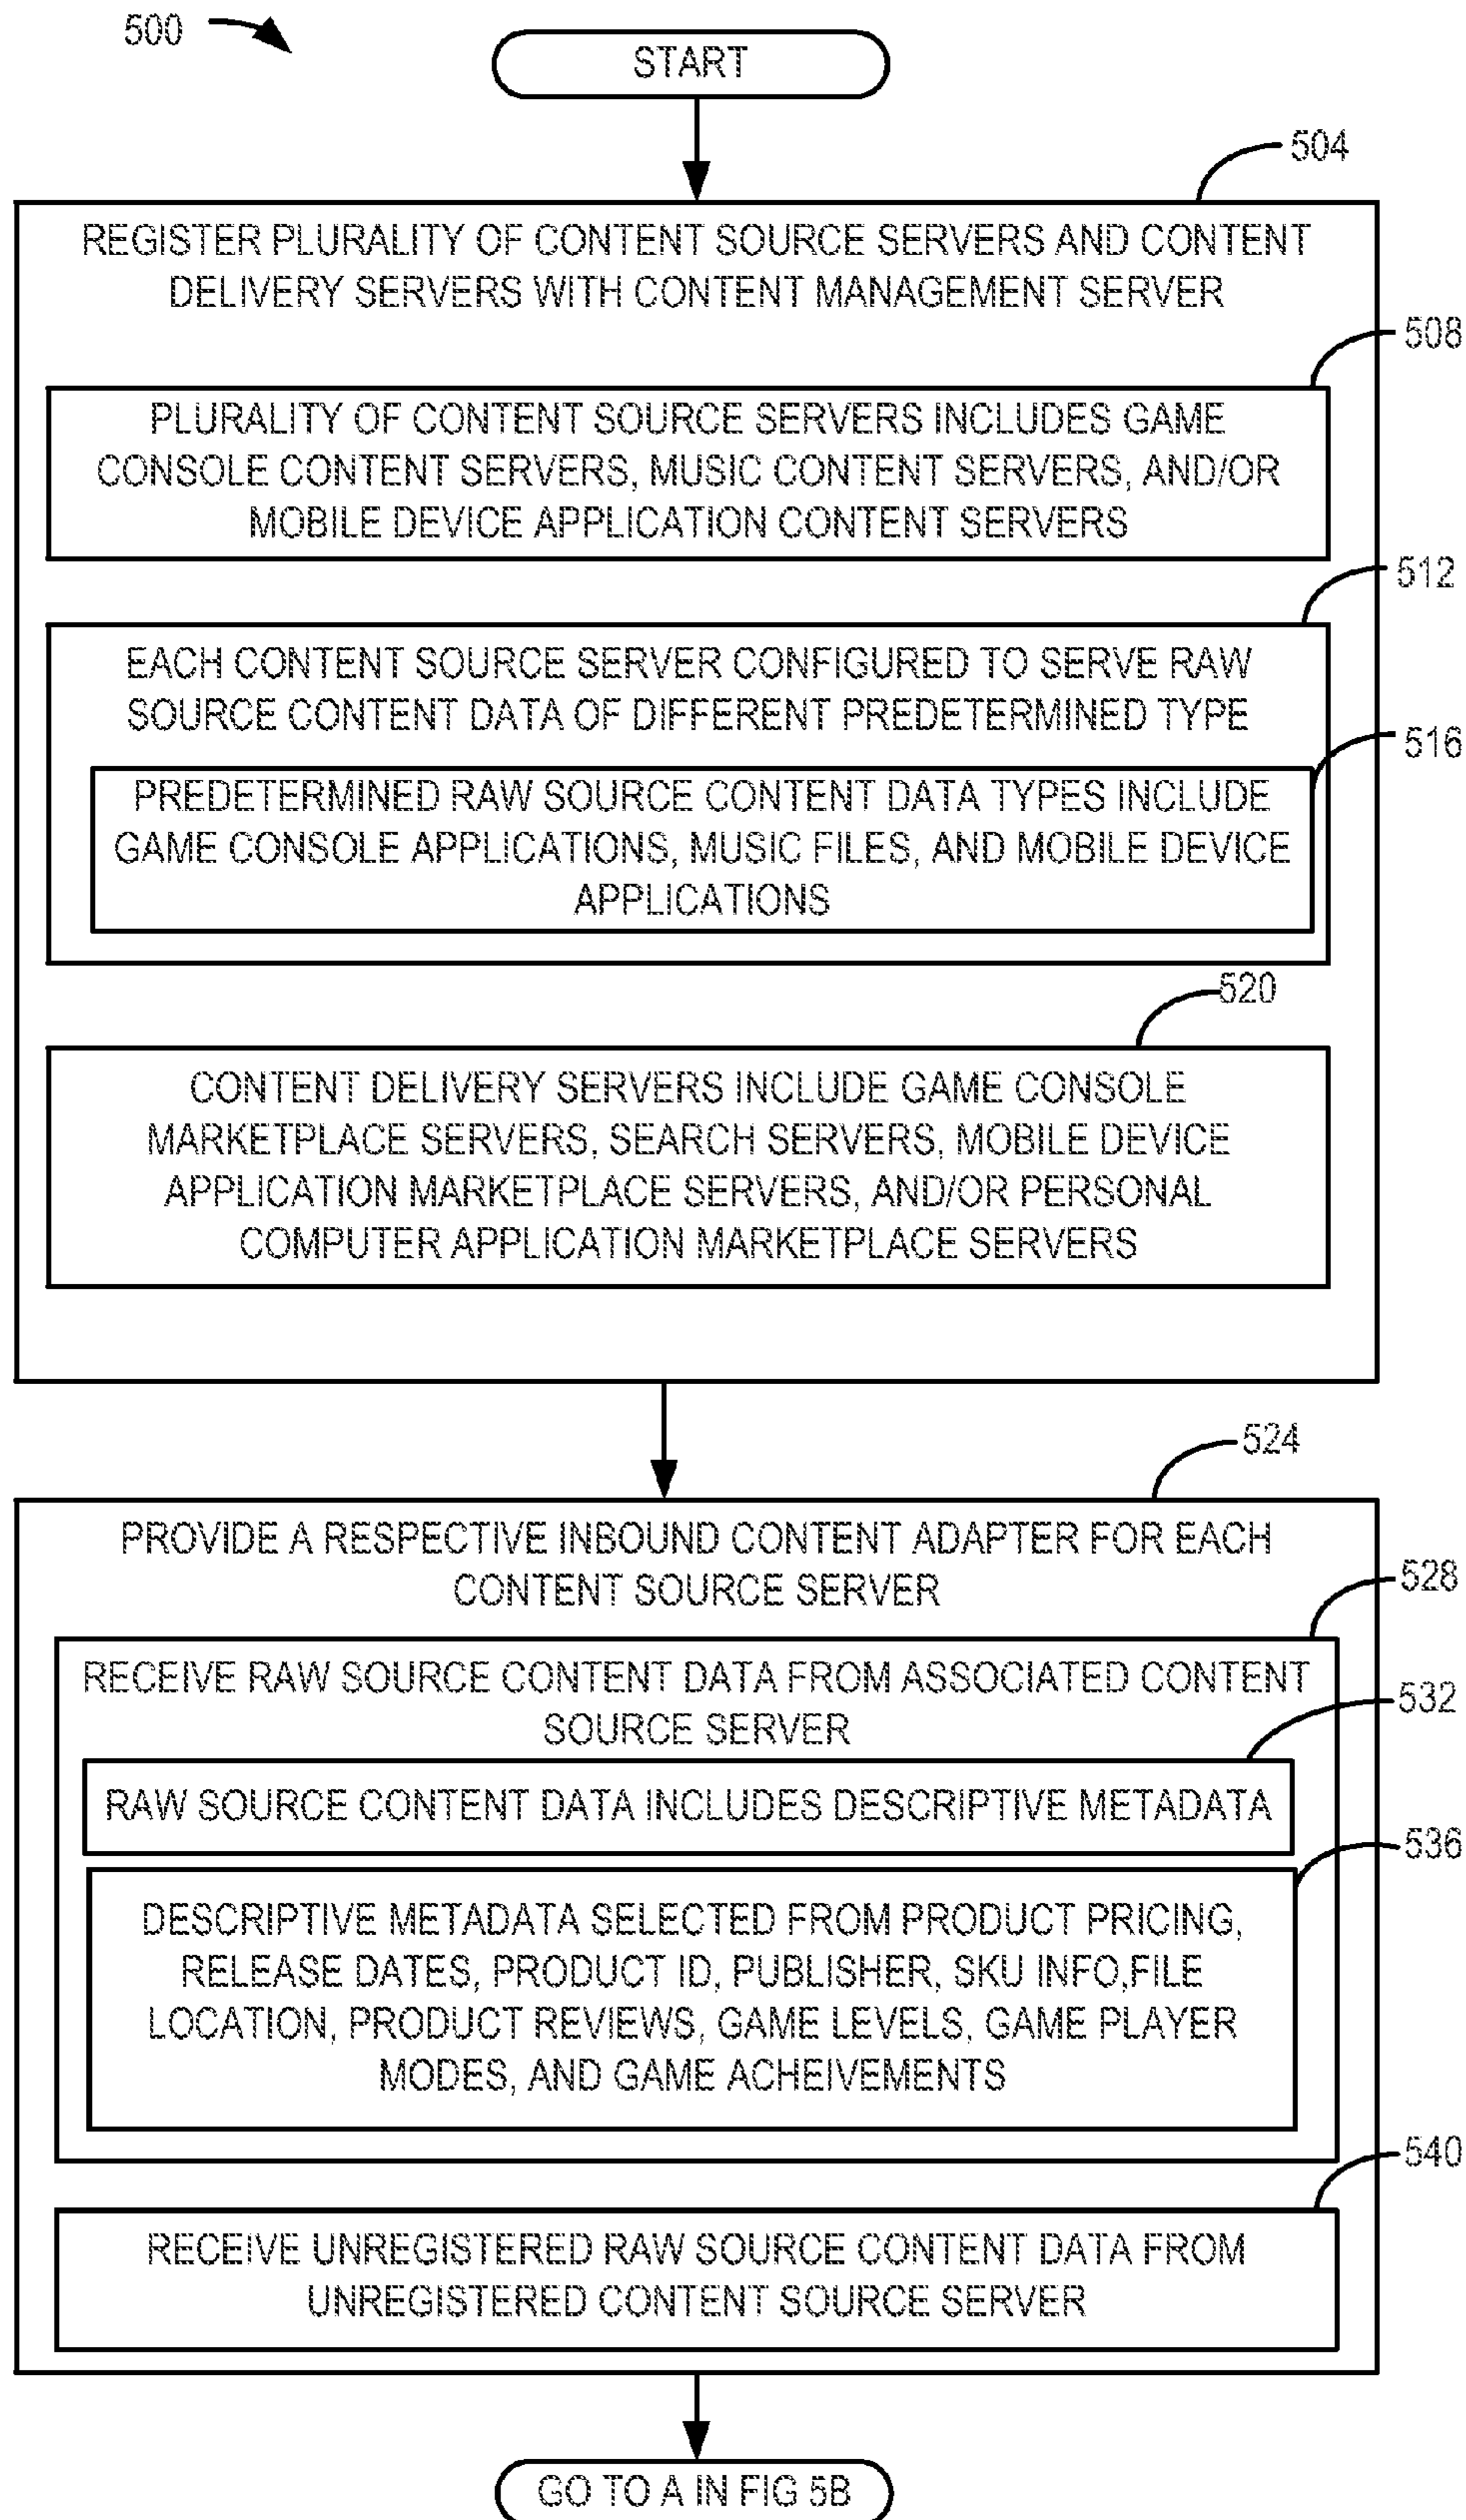 500
START
504
REGISTER PLURALITY OF CONTENT SOURCE SERVERS AND CONTENT
DELIVERY SERVERS WITH CONTENT MANAGEMENT SERVER
508
PLURALITY OF CONTENT SOURCE SERVERS INCLUDES GAME
CONSOLE CONTENT SERVERS, MUSIC CONTENT SERVERS, AND/OR
MOBILE DEVICE APPLICATION CONTENT SERVERS
512
EACH CONTENT SOURCE SERVER CONFIGURED TO SERVE RAW
SOURCE CONTENT DATA OF DIFFERENT PREDETERMINED TYPE
516
PREDETERMINED RAW SOURCE CONTENT DATA TYPES INCLUDE
GAME CONSOLE APPLICATIONS, MUSIC FILES, AND MOBILE DEVICE
APPLICATIONS
520
CONTENT DELIVERY SERVERS INCLUDE GAME CONSOLE
MARKETPLACE SERVERS, SEARCH SERVERS, MOBILE DEVICE
APPLICATION MARKETPLACE SERVERS, AND/OR PERSONAL
COMPUTER APPLICATION MARKETPLACE SERVERS
524
PROVIDE A RESPECTIVE INBOUND CONTENT ADAPTER FOR EACH
CONTENT SOURCE SERVER
528
RECEIVE RAW SOURCE CONTENT DATA FROM ASSOCIATED CONTENT
SOURCE SERVER
532
RAW SOURCE CONTENT DATA INCLUDES DESCRIPTIVE METADATA
536
DESCRIPTIVE METADATA SELECTED FROM PRODUCT PRICING,
RELEASE DATES, PRODUCT ID, PUBLISHER, SKU INFO,FILE
LOCATION, PRODUCT REVIEWS, GAME LEVELS, GAME PLAYER
MODES, AND GAME ACHEIVEMENTS
540
RECEIVE UNREGISTERED RAW SOURCE CONTENT DATA FROM
UNREGISTERED CONTENT SOURCE SERVER
GO TO A IN FIG 5B